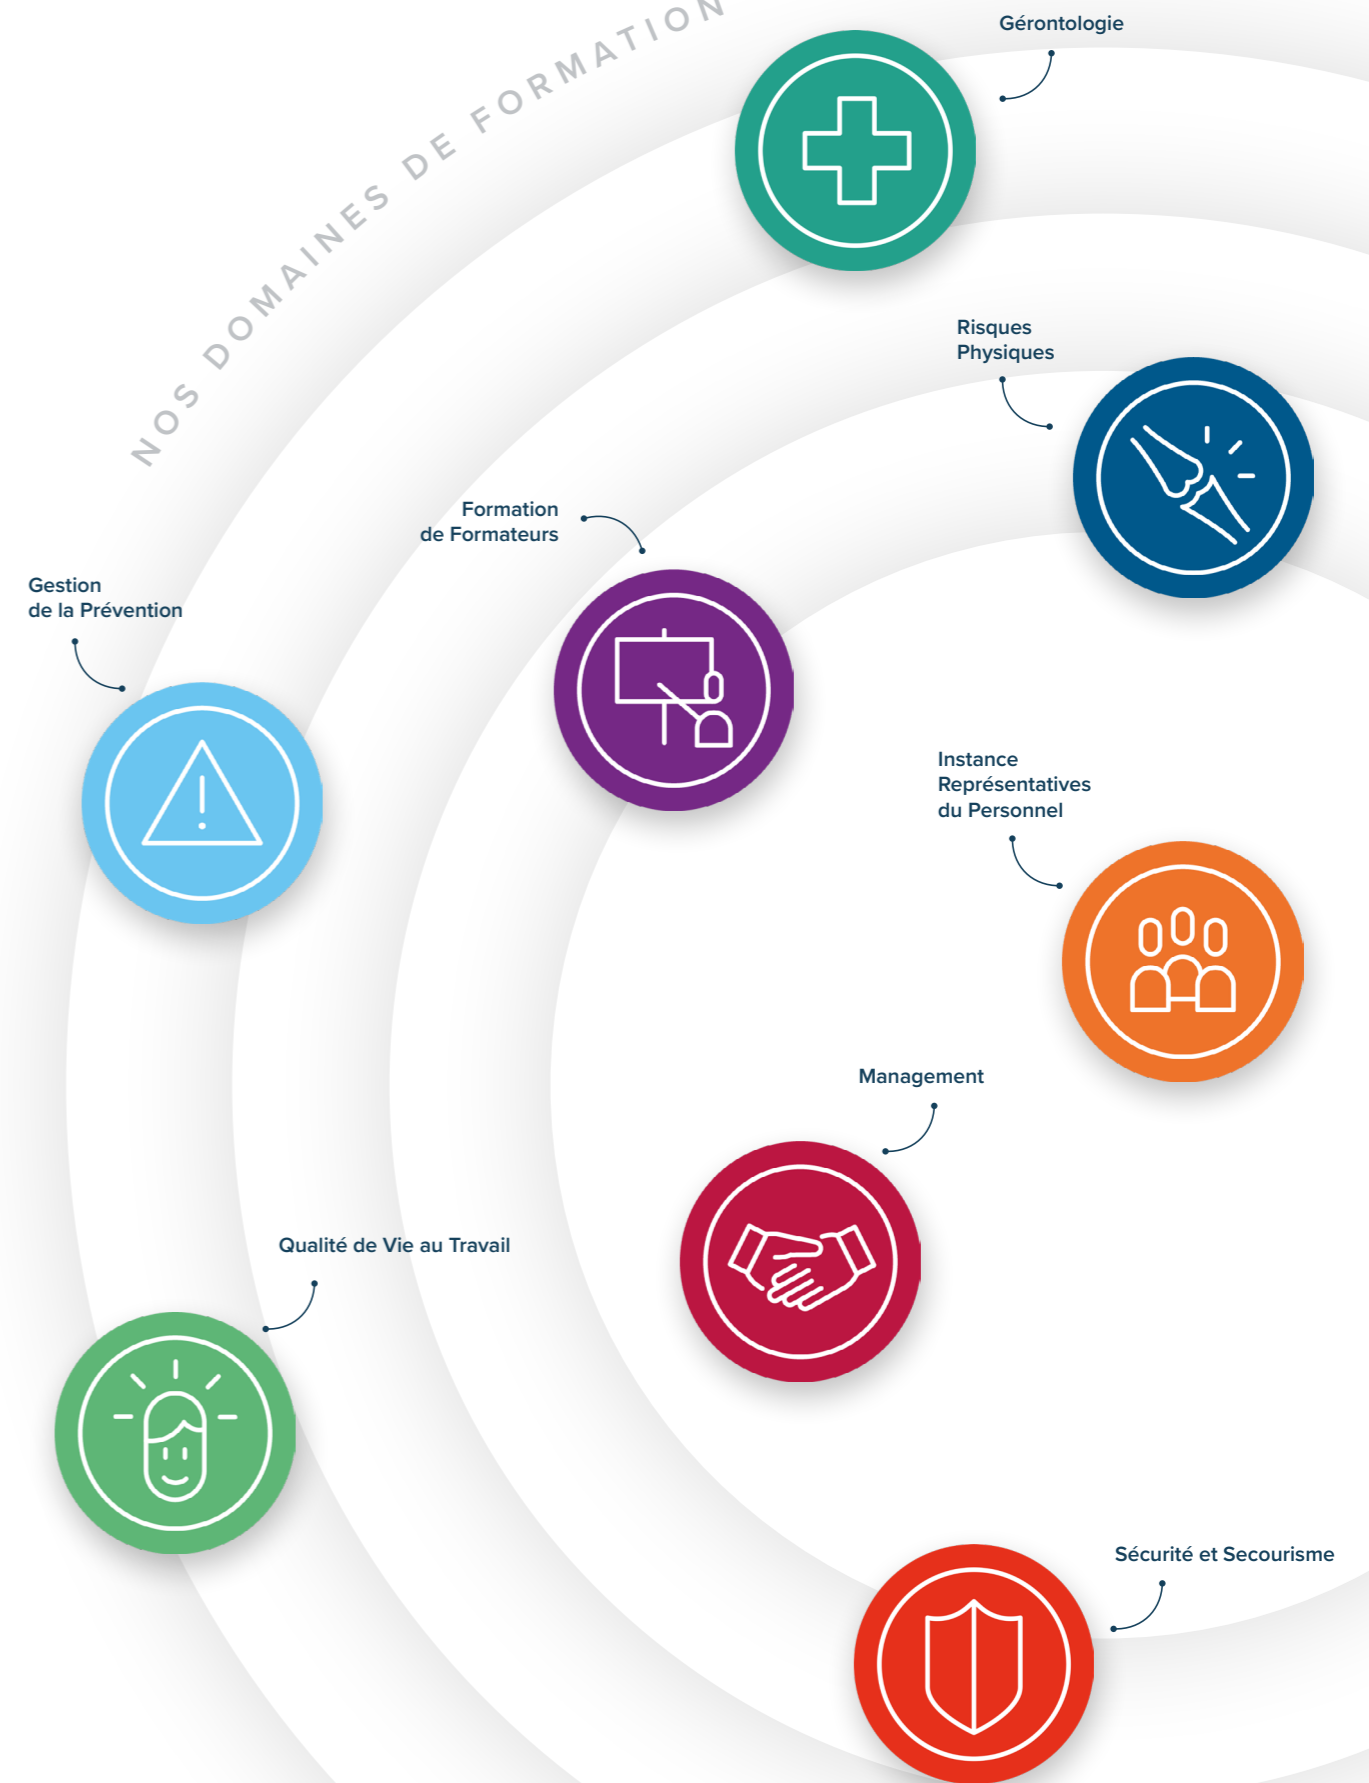 NOS DOMAINES DE FORMATION
Gérontologie
Risques
Physiques
Formation
de Formateurs
Gestion
de la Prévention
Instance
Représentatives
du Personnel
Management
Qualité de Vie au Travail
Sécurité et Secourisme